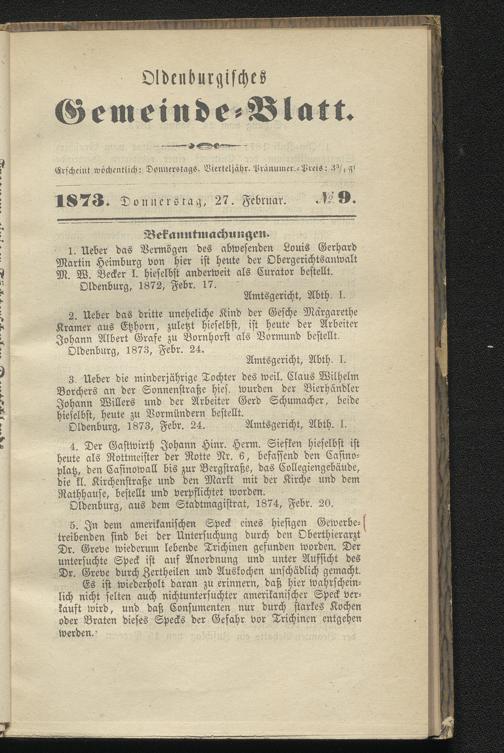 Oldenburgisches
Gemeinde-Blatt.
Erscheint wöchentlich: Donnerstags. Vierteljähr. Pränumer.-Preis: 3¾ gr
1873. Donnerstag, 27. Februar. № 9.
Bekanntmachungen.
1. Ueber das Vermögen des abwesenden Louis Gerhard
Martin Heimburg von hier ist heute der Obergerichtsanwalt
M. W. Becker I. hieselbst anderweit als Curator bestellt.
Oldenburg, 1872, Febr. 17.
Amtsgericht, Abth. I.
2. Ueber das dritte uneheliche Kind der Gesche Margarethe
Kramer aus Etzhorn, zuletzt hieselbst, ist heute der Arbeiter
Johann Albert Grafe zu Bornhorst als Vormund bestellt.
Oldenburg, 1873, Febr. 24.
Amtsgericht, Abth. I.
3. Ueber die minderjährige Tochter des weil. Claus Wilhelm
Borchers an der Sonnenstraße hies. wurden der Bierhändler
Johann Willers und der Arbeiter Gerd Schumacher, beide
hieselbst, heute zu Vormündern bestellt.
Oldenburg, 1873, Febr. 24. Amtsgericht, Abth. I.
4. Der Gastwirth Johann Hinr. Herm. Siefken hieselbst ist
heute als Rottmeister der Rotte Nr. 6, befassend den Casino-
platz, den Casinowall bis zur Bergstraße, das Collegiengebäude,
die kl. Kirchenstraße und den Markt mit der Kirche und dem
Rathhause, bestellt und verpflichtet worden.
Oldenburg, aus dem Stadtmagistrat, 1874, Febr. 20.
5. In dem amerikanischen Speck eines hiesigen Gewerbe-
treibenden sind bei der Untersuchung durch den Oberthierarzt
Dr. Greve wiederum lebende Trichinen gefunden worden. Der
untersuchte Speck ist auf Anordnung und unter Aufsicht des
Dr. Greve durch Zertheilen und Auskochen unschädlich gemacht.
Es ist wiederholt daran zu erinnern, daß hier wahrschein-
lich nicht selten auch nichtuntersuchter amerikanischer Speck ver-
kauft wird, und daß Consumenten nur durch starkes Kochen
oder Braten dieses Specks der Gefahr vor Trichinen entgehen
werden.